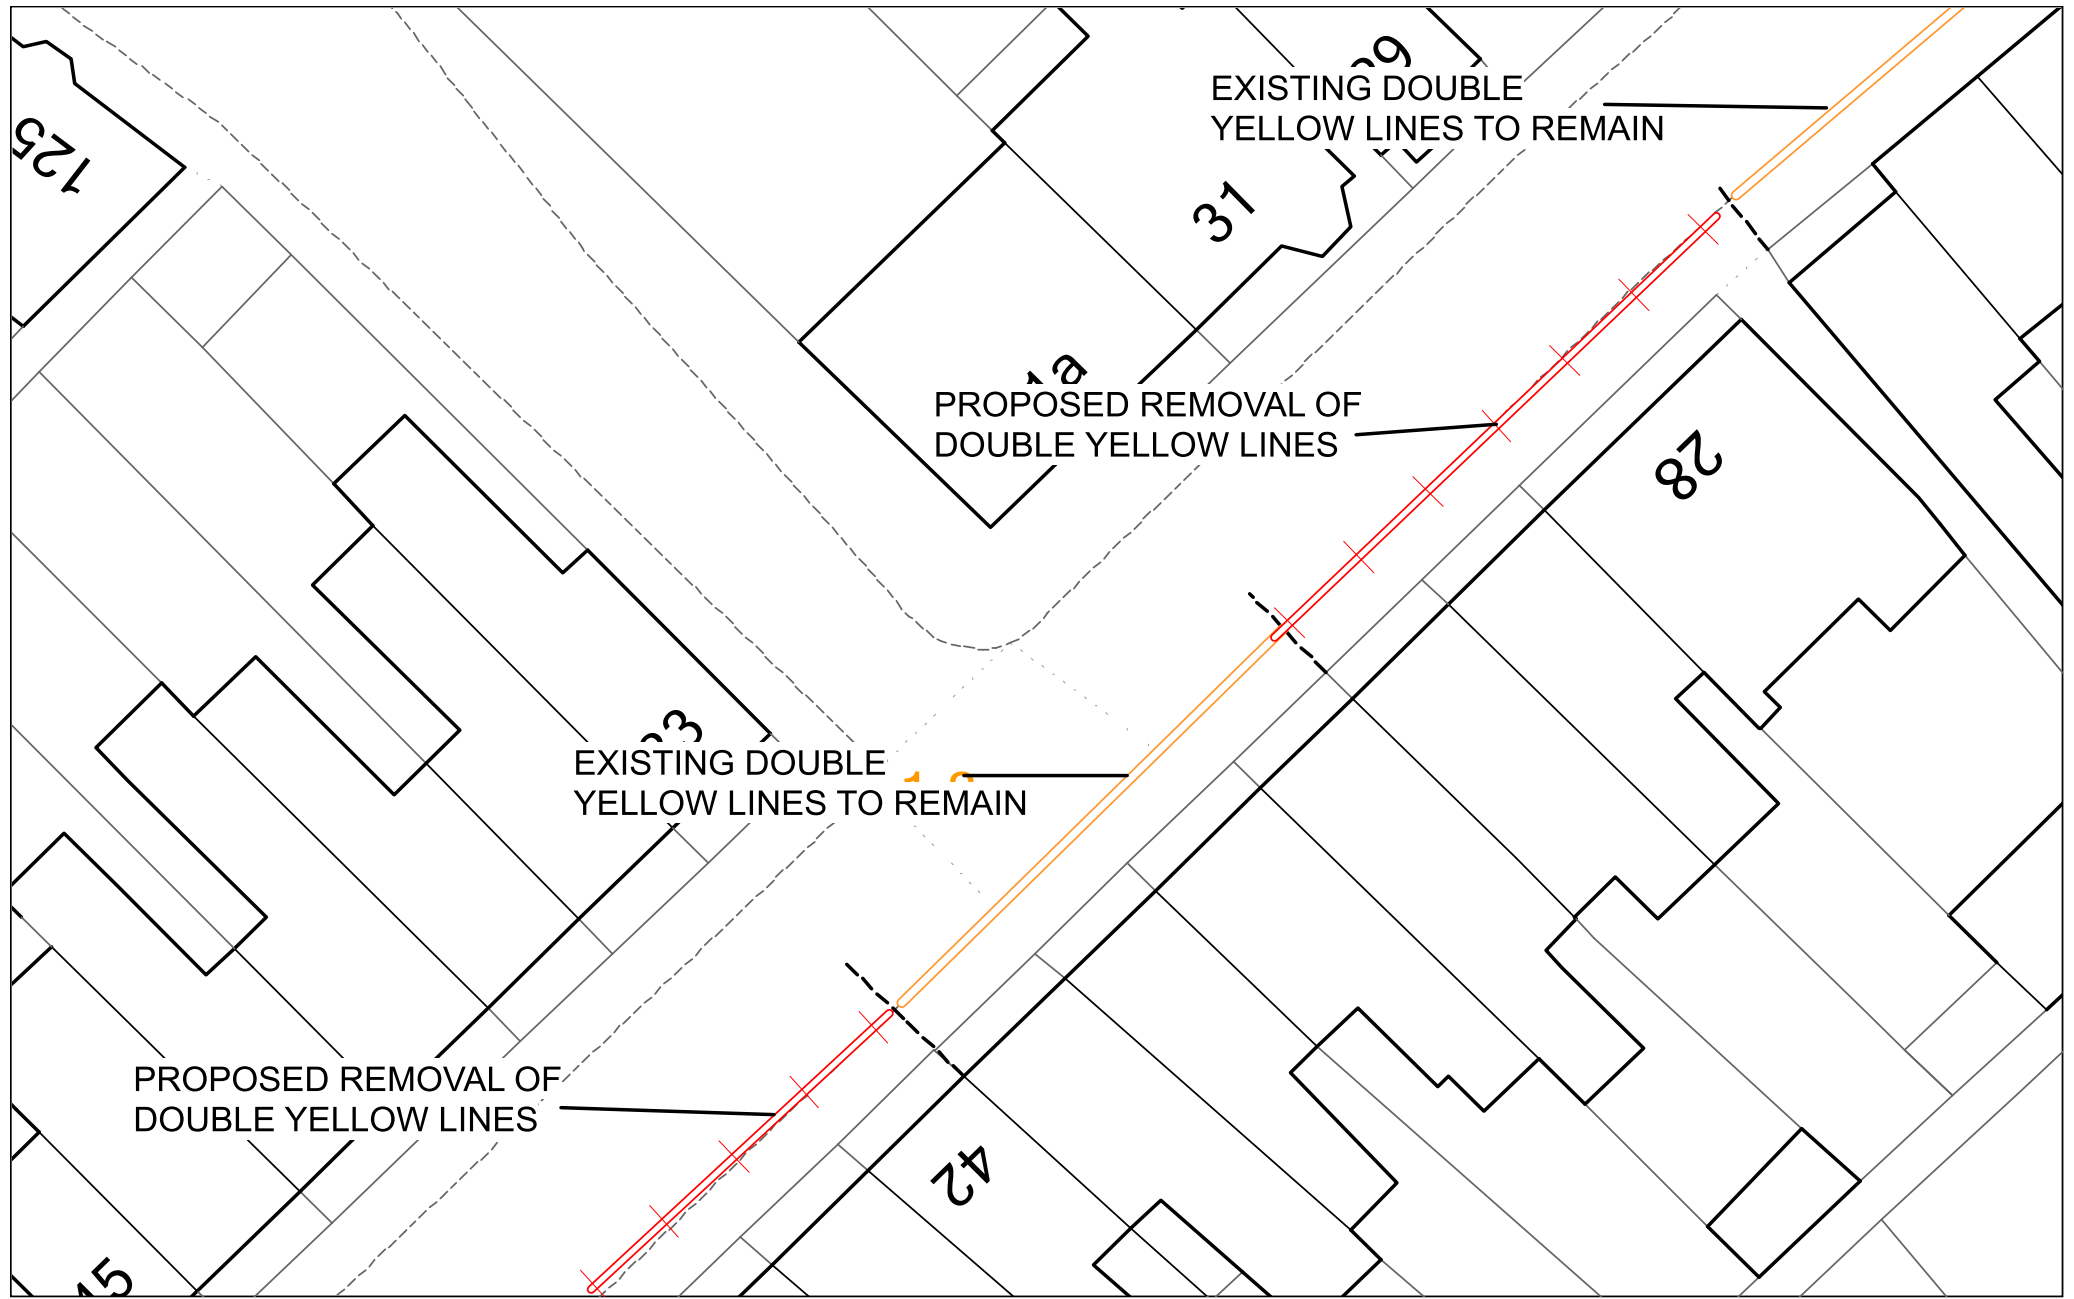 EXISTING DOUBLE
YELLOW LINES TO REMAIN
125
31
PROPOSED REMOVAL OF
DOUBLE YELLOW LINES
28
EXISTING DOUBLE
YELLOW LINES TO REMAIN
PROPOSED REMOVAL OF
DOUBLE YELLOW LINES
42